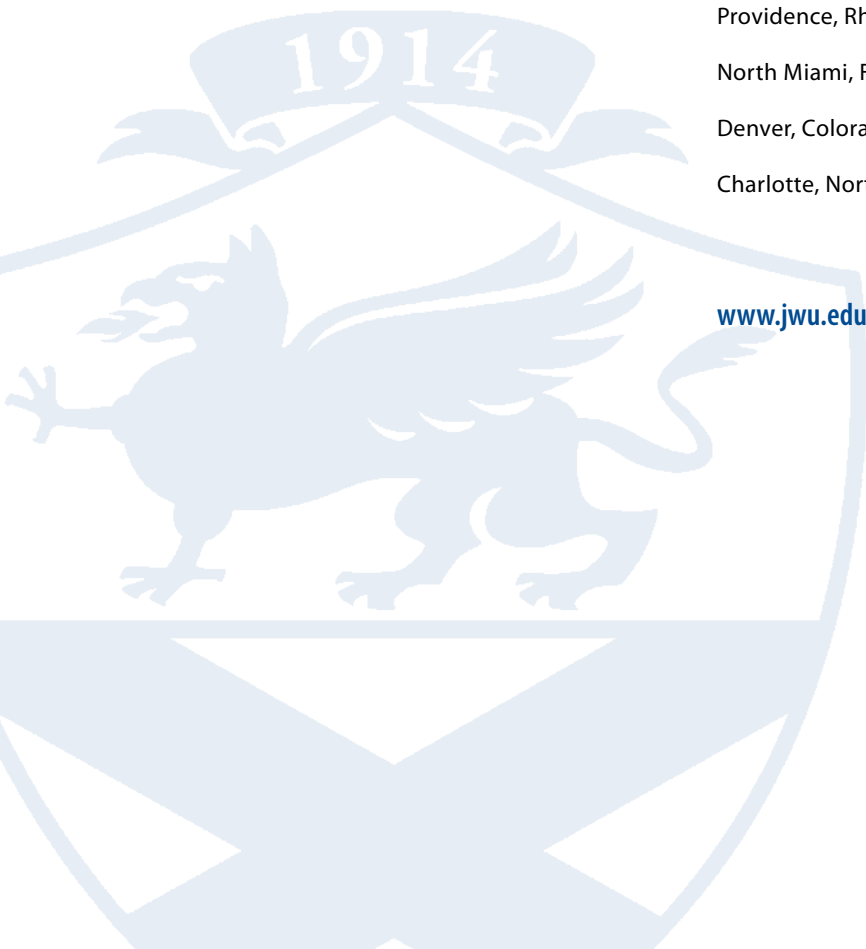 1914
Providence,
North Miami,
Denver,
Charlotte,
www.jwu.edu